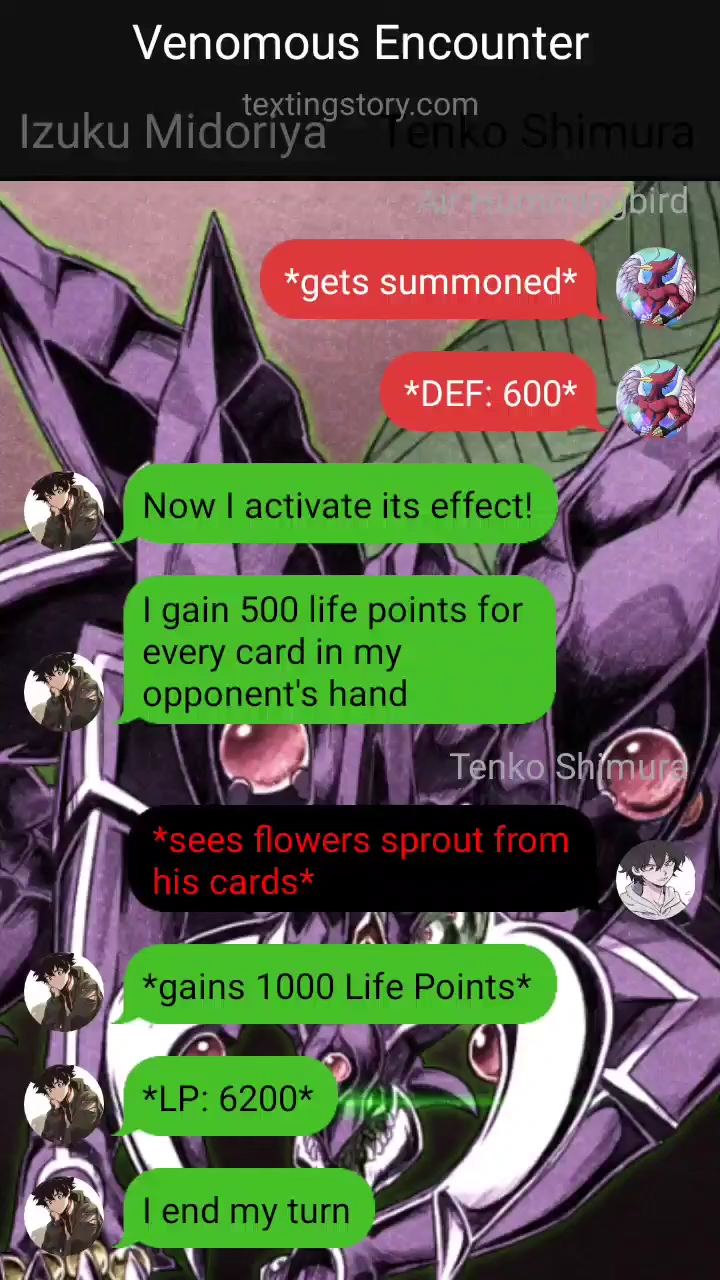 Venomous Encounter
textingstory.com
Izuku Midoriya Tenko Shimura
Air Hummingbird
*gets summoned*
*DEF: 600*
Now I activate its effect!
I gain 500 life points for
every card in my
opponent's hand
Tenko Shimura
*sees flowers sprout from
his cards*
*gains 1000 Life Points*
*LP: 6200*
I end my turn